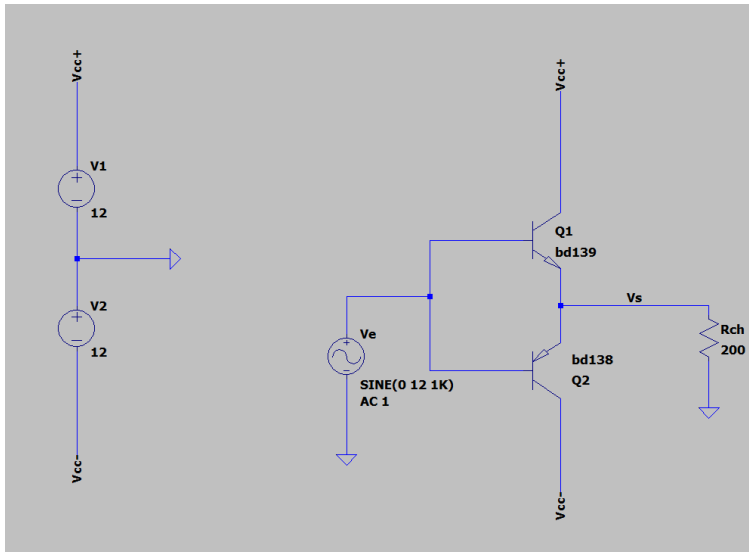 Vcc+
V1
12
V2
12
Vcc-
Vcc+
Q1
bd139
Vs
Rch
200
Ve
SINE(0 12 1K)
AC 1
bd138
Q2
Vcc-